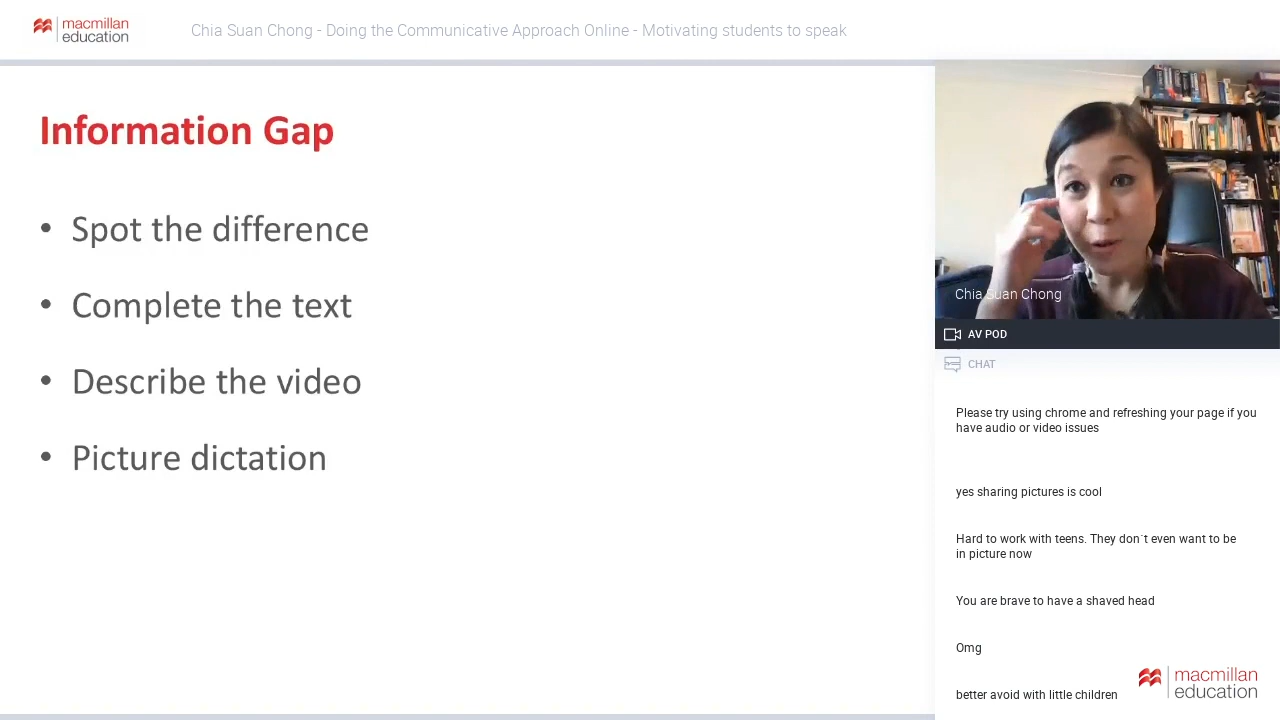 macmillan
education
Chia Suan Chong - Doing the Communicative Approach Online - Motivating students to speak
Information Gap
• Spot the difference
• Complete the text
• Describe the video
• Picture dictation
Chia Suan Chong
AV POD
CHAT
Please try using chrome and refreshing your page if you
have audio or video issues
yes sharing pictures is cool
Hard to work with teens. They don´t even want to be
in picture now
You are brave to have a shaved head
Omg
better avoid with little children
macmillan
education